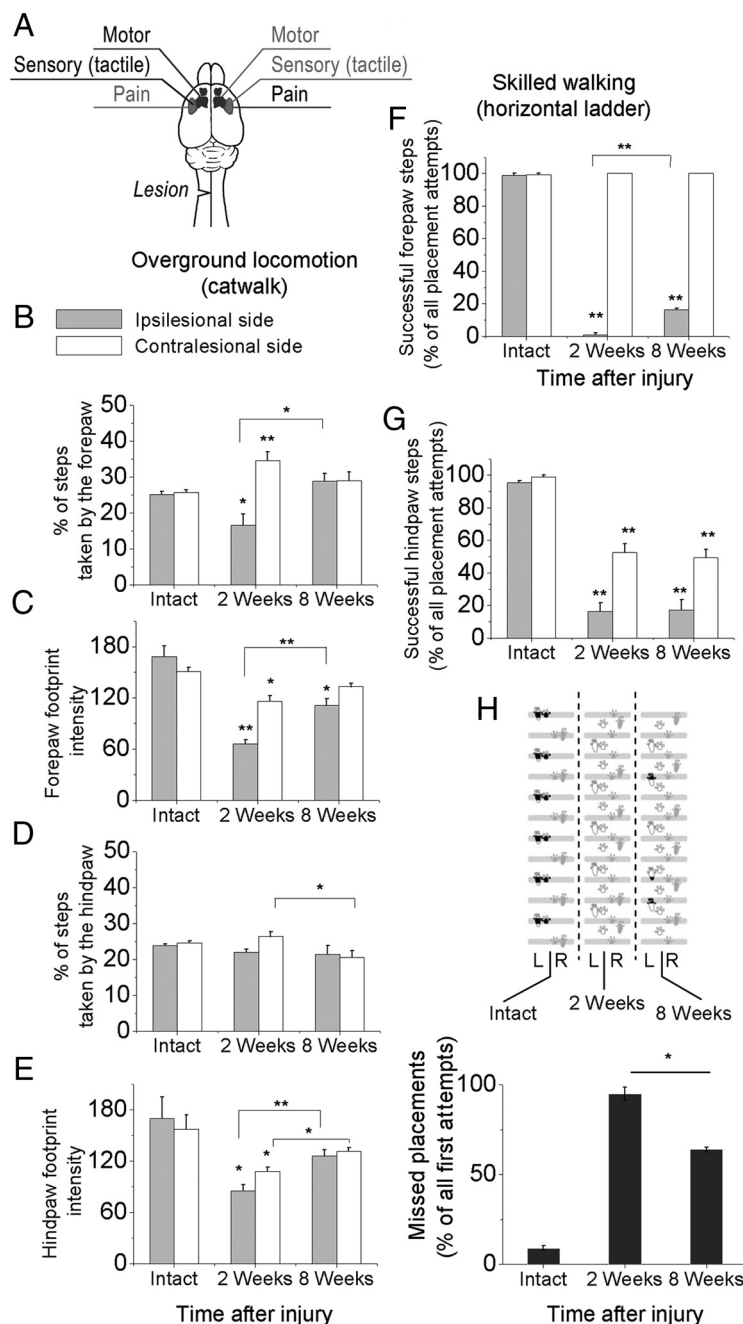 A
Motor
Motor
Sensory (tactile)
Sensory (tactile)
Pain
Pain
Lesion
Overground locomotion
(catwalk)
B
Ipsilesional side
Contralesional side
% of steps
taken by the forepaw
50
40
30
20
10
0
*
**
*
Intact
2 Weeks
8 Weeks
C
Forepaw footprint
intensity
180
120
60
0
**
*
**
*
Intact
2 Weeks
8 Weeks
D
% of steps
taken by the hindpaw
50
40
30
20
10
0
*
Intact
2 Weeks
8 Weeks
E
Hindpaw footprint
intensity
180
120
60
0
*
*
**
*
Intact
2 Weeks
8 Weeks
Time after injury
Skilled walking
(horizontal ladder)
F
Successful forepaw steps
(% of all placement attempts)
100
80
60
40
20
0
**
**
**
Intact
2 Weeks
8 Weeks
Time after injury
G
Successful hindpaw steps
(% of all placement attempts)
100
80
60
40
20
0
**
**
**
**
Intact
2 Weeks
8 Weeks
H
L R
L R
L R
Intact
2 Weeks
8 Weeks
Missed placements
(% of all first attempts)
100
50
0
*
Intact
2 Weeks
8 Weeks
Time after injury